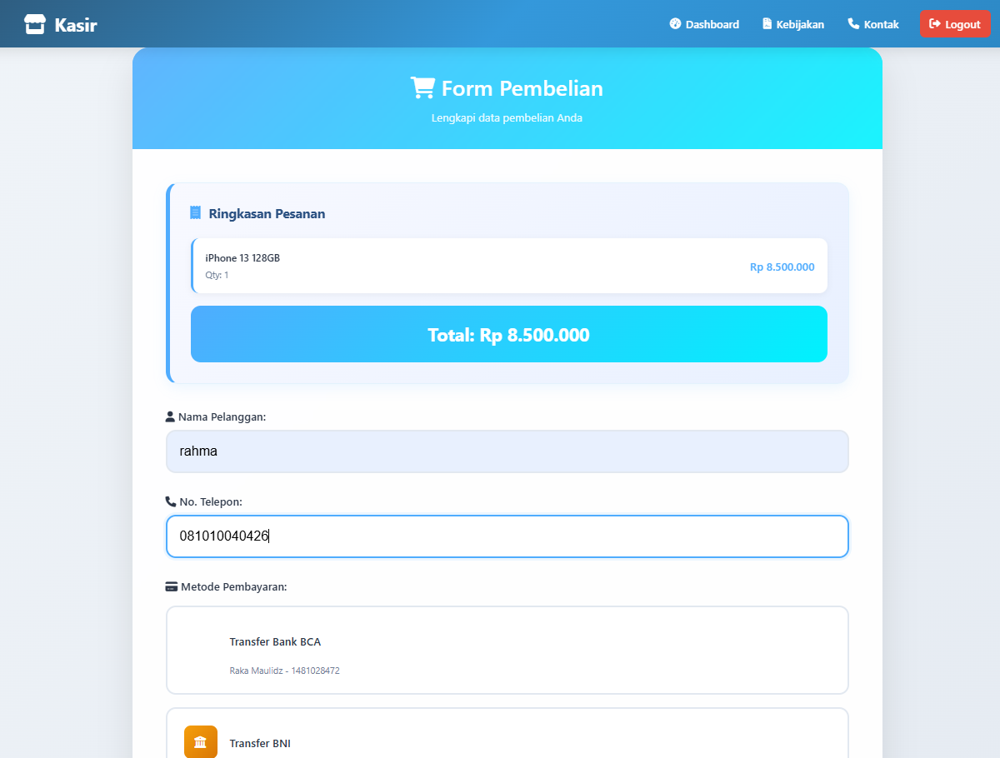 Kasir
Dashboard
Kebijakan
Kontak
Logout
Form Pembelian
Lengkapi data pembelian Anda
Ringkasan Pesanan
iPhone 13 128GB
Qty: 1
Rp 8.500.000
Total: Rp 8.500.000
Nama Pelanggan:
rahma
No. Telepon:
081010040426
Metode Pembayaran:
Transfer Bank BCA
Raka Maulidz - 1481028472
Transfer BNI